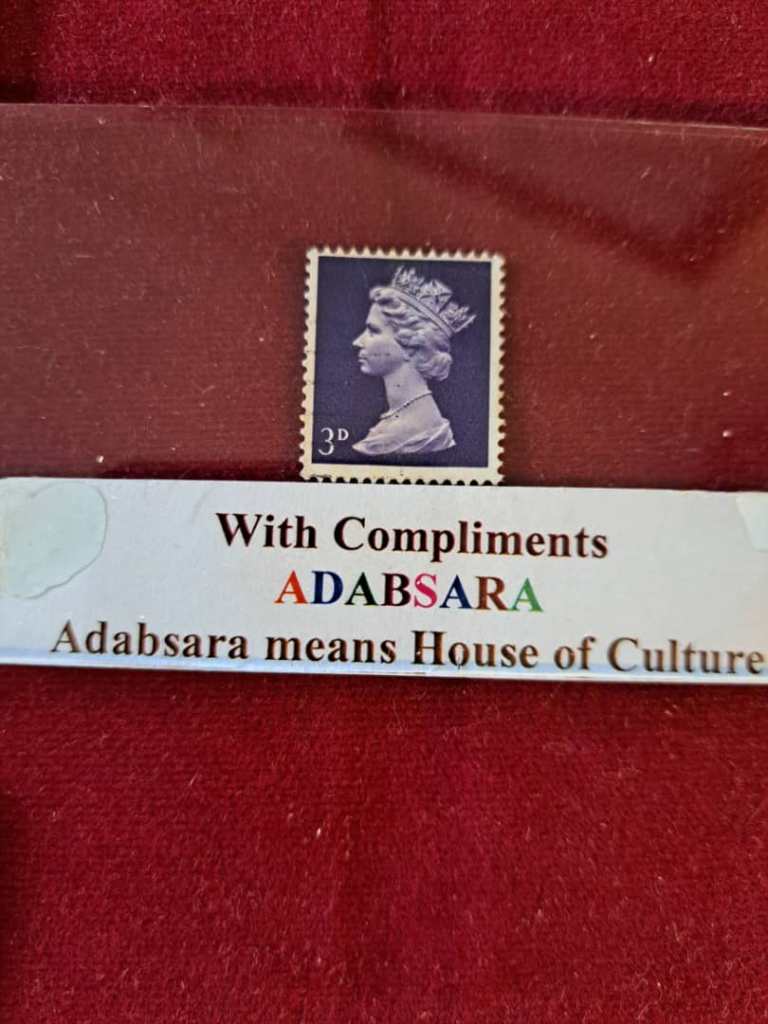 3D
With Compliments
ADABSARA
Adabsara means House of Culture